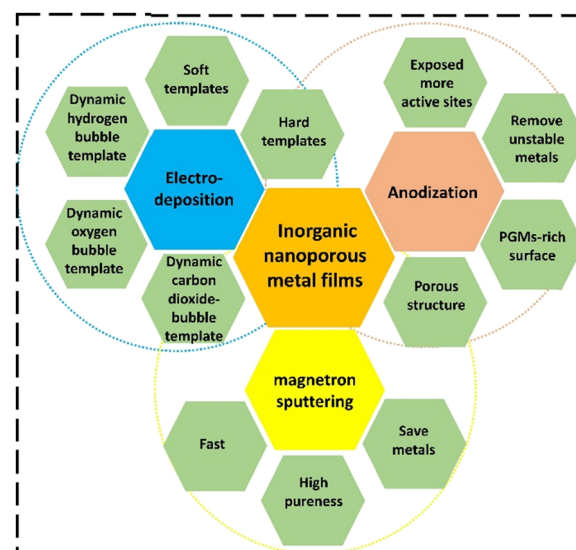 Soft
templates
Dynamic
hydrogen
bubble
template
Hard
templates
Electro-
deposition
Dynamic
oxygen
bubble
template
Dynamic
carbon
dioxide-
bubble
template
Inorganic
nanoporous
metal films
Exposed
more
active sites
Remove
unstable
metals
Anodization
PGMs-rich
surface
Porous
structure
magnetron
sputtering
Fast
High
pureness
Save
metals